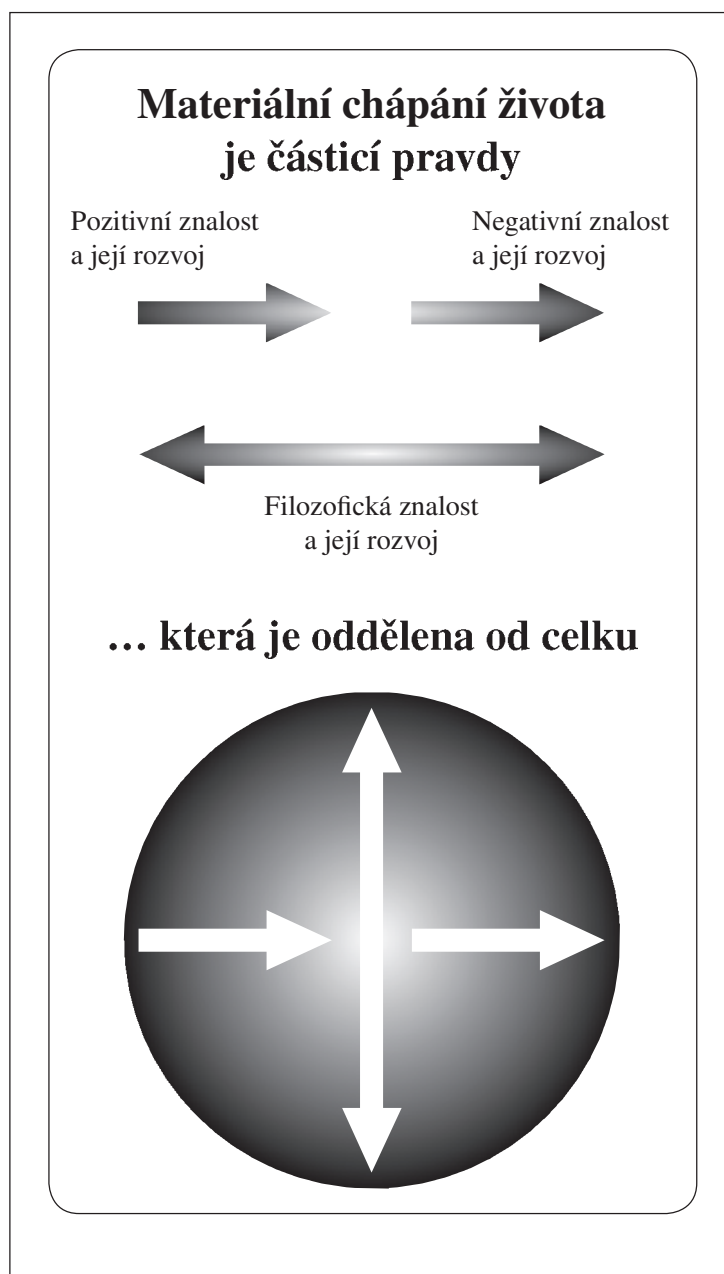 Materiální chápání života
je částicí pravdy
Pozitivní znalost
a její rozvoj
Negativní znalost
a její rozvoj
Filozofická znalost
a její rozvoj
… která je oddělena od celku